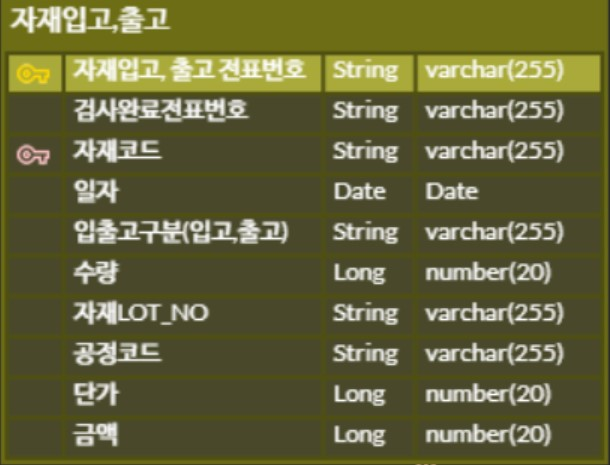 자재입고,출고
자재입고, 출고 전표번호 String varchar(255)
검사완료전표번호 String varchar(255)
자재코드 String varchar(255)
일자 Date Date
입출고구분(입고,출고) String varchar(255)
수량 Long number(20)
자재LOT_NO String varchar(255)
공정코드 String varchar(255)
단가 Long number(20)
금액 Long number(20)